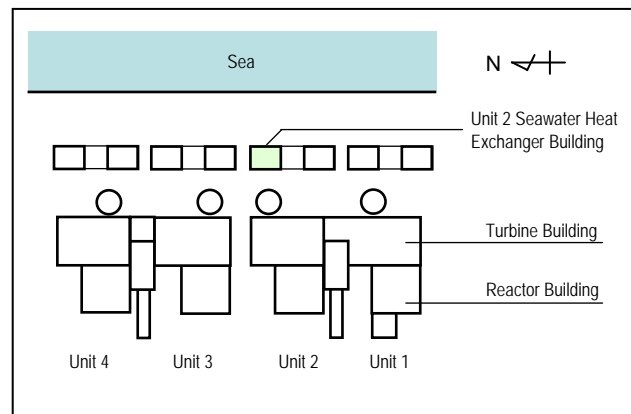 Sea
N
Unit 2 Seawater Heat
Exchanger Building
Turbine Building
Reactor Building
Unit 4
Unit 3
Unit 2
Unit 1